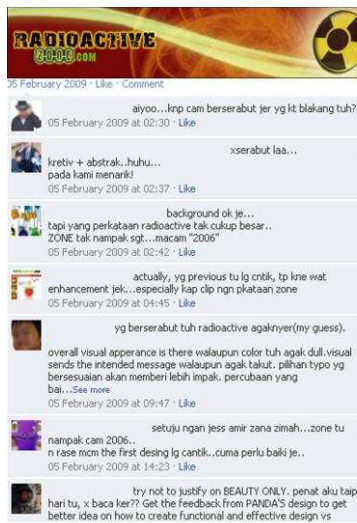 RADIOACTIVE
ZONE.COM
05 February 2009 · Like · Comment
aiyoo...knp cam berserabut jer yg kt blakang tuh?
05 February 2009 at 02:30 · Like
xserabut laa...
kretiv + abstrak..huhu...
pada kami menarik!
05 February 2009 at 02:37 · Like
background ok je...
tapi yang perkataan radioactive tak cukup besar..
ZONE tak nampak sgt...macam "2006"
05 February 2009 at 02:42 · Like
actually, yg previous tu lg cntik, tp kne wat
enhancement jek...especially kap clip ngn pkataan zone
05 February 2009 at 04:45 · Like
yg berserabut tuh radioactive agaknyer(my guess).
overall visual apperance is there walaupun color tuh agak dull.visual
sends the intended message walaupun agak takut. pilihan typo yg
bersesuaian akan memberi lebih impak. percubaan yang
bai...See more
05 February 2009 at 09:47 · Like
setuju ngan jess amir zana zimah...zone tu
nampak cam 2006..
n rase mcm the first desing lg cantik..cuma perlu baiki je..
05 February 2009 at 14:23 · Like
try not to justify on BEAUTY ONLY. penat aku taip
hari tu, x baca ker?? Get the feedback from PANDA'S design to get
better idea on how to create functional and effective design vs